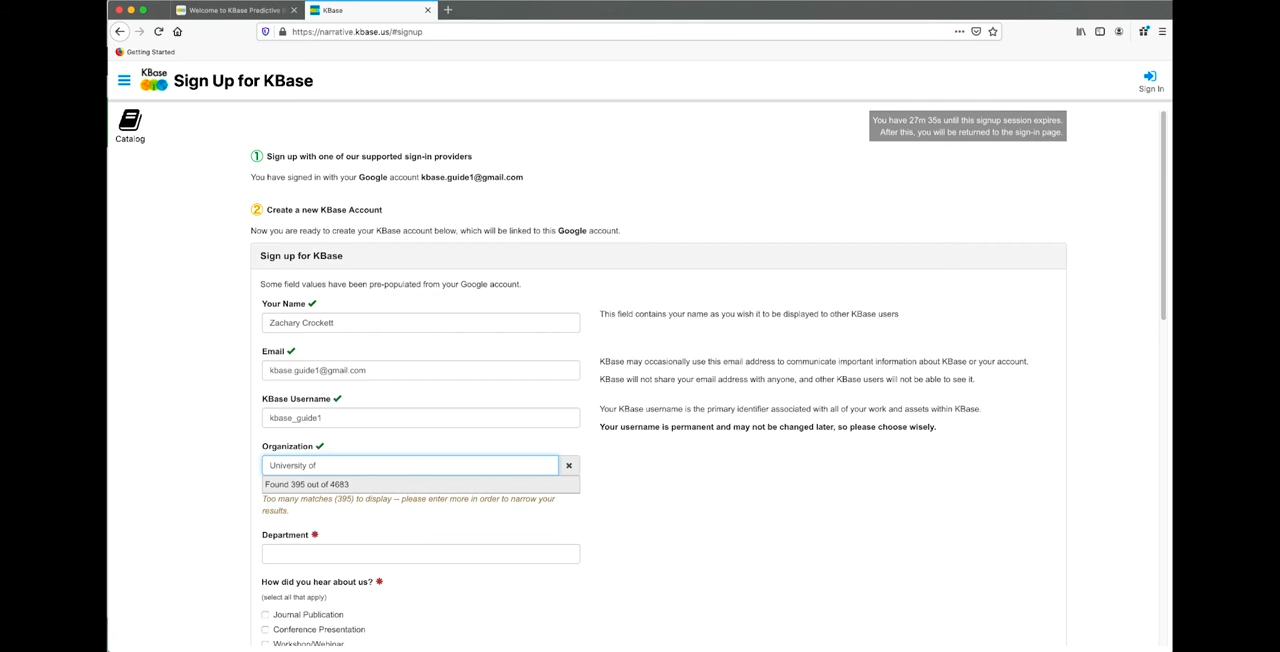 Welcome to KBase Predictive
KBase
https://narrative.kbase.us/#signup
Getting Started
KBase
Sign Up for KBase
Sign In
Catalog
You have 27m 35s until this signup session expires.
After this, you will be returned to the sign-in page.
1 Sign up with one of our supported sign-in providers
You have signed in with your Google account kbase.guide1@gmail.com
2 Create a new KBase Account
Now you are ready to create your KBase account below, which will be linked to this Google account.
Sign up for KBase
Some field values have been pre-populated from your Google account.
Your Name
Zachary Crockett
This field contains your name as you wish it to be displayed to other KBase users
Email
kbase.guide1@gmail.com
KBase may occasionally use this email address to communicate important information about KBase or your account.
KBase will not share your email address with anyone, and other KBase users will not be able to see it.
KBase Username
kbase_guide1
Your KBase username is the primary identifier associated with all of your work and assets within KBase.
Your username is permanent and may not be changed later, so please choose wisely.
Organization
University of
Found 395 out of 4683
Too many matches (395) to display -- please enter more in order to narrow your
results.
Department
How did you hear about us?
(select all that apply)
Journal Publication
Conference Presentation
Workshop/Webinar